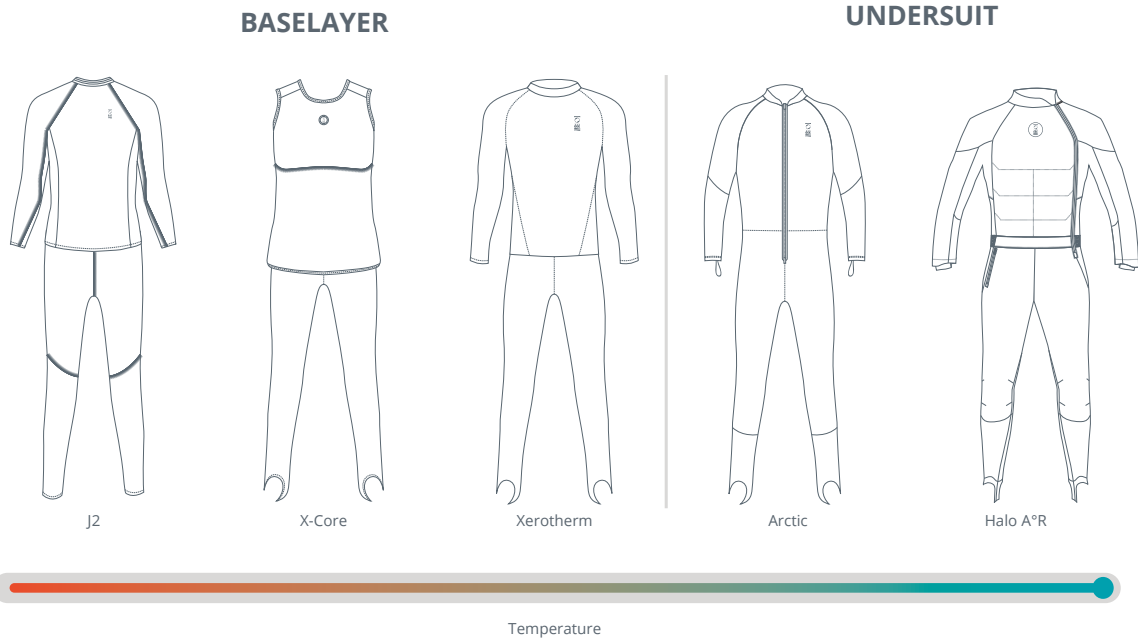 BASELAYER
UNDERSUIT
J2
X-Core
Xerotherm
Arctic
Halo A°R
Temperature